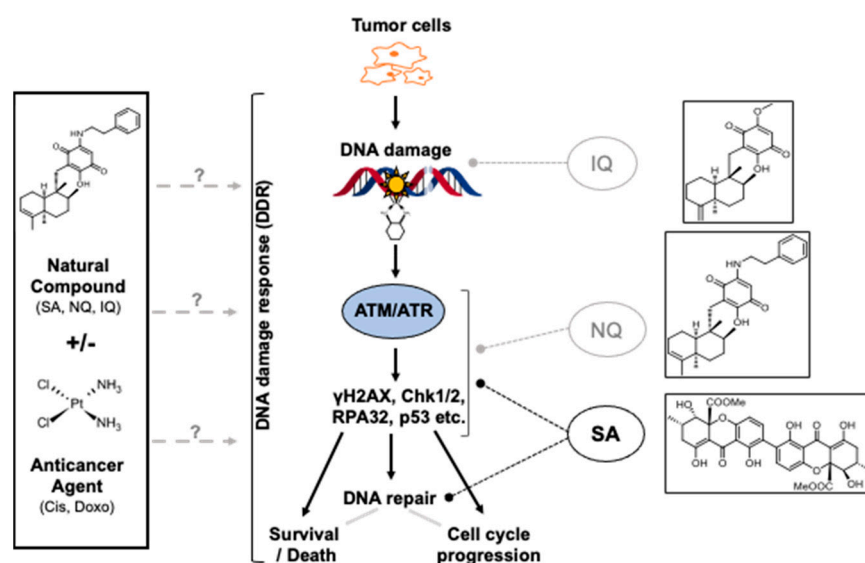 Tumor cells
DNA damage
IQ
?
Natural
Compound
(SA, NQ, IQ)
+/-
?
DNA damage response (DDR)
ATM/ATR
NQ
γH2AX, Chk1/2,
RPA32, p53 etc.
SA
Anticancer
Agent
(Cis, Doxo)
?
DNA repair
Survival
/ Death
Cell cycle
progression
HN
O
O
OH
H
Cl
NH3
Pt
Cl
NH3
O
O
O
OH
H
HN
O
O
OH
H
COOMe
HO
O
OH
O
OH
OH
O
OH
O
MeOOC
OH